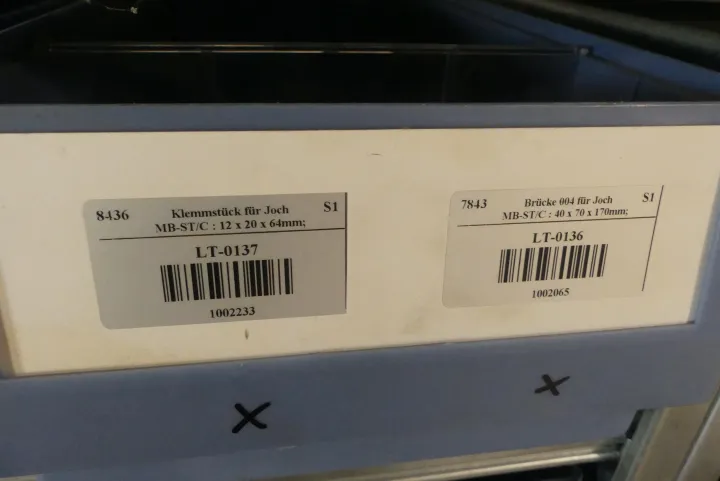 8436 Klemmstück für Joch S1
MB-ST/C : 12 x 20 x 64mm;
LT-0137
1002233
7843 Brücke 004 für Joch S1
MB-ST/C : 40 x 70 x 170mm;
LT-0136
1002065
X X